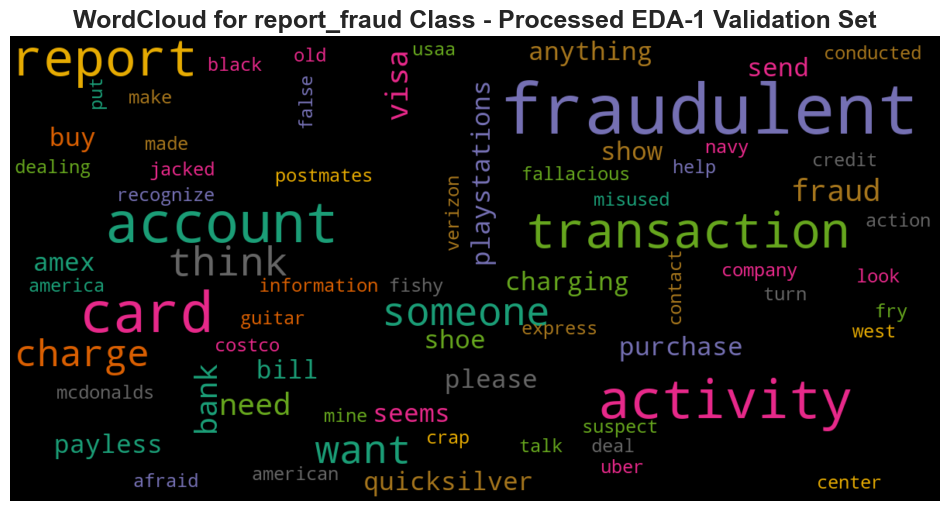 WordCloud for report_fraud Class - Processed EDA-1 Validation Set
report
black
old
usaa
anything
conducted
put
make
false
visa
send
playstations
fraudulent
buy
made
show
navy
dealing
jacked
postmates
fallacious
help
credit
recognize
verizon
misused
fraud
account
transaction
action
think
amex
america
information
fishy
charging
contact
company
look
turn
card
guitar
someone
express
fry
west
charge
costco
shoe
purchase
mcdonalds
bank
bill
please
activity
need
mine
seems
suspect
payless
want
crap
talk
deal
uber
afraid
american
quicksilver
center